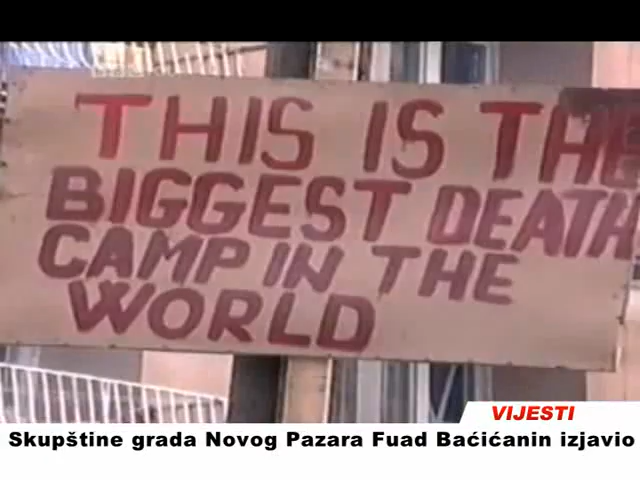 THIS IS THE
BIGGEST DEATH
CAMP IN THE
WORLD
VIJESTI
Skupštine grada Novog Pazara Fuad Baćićanin izjavio